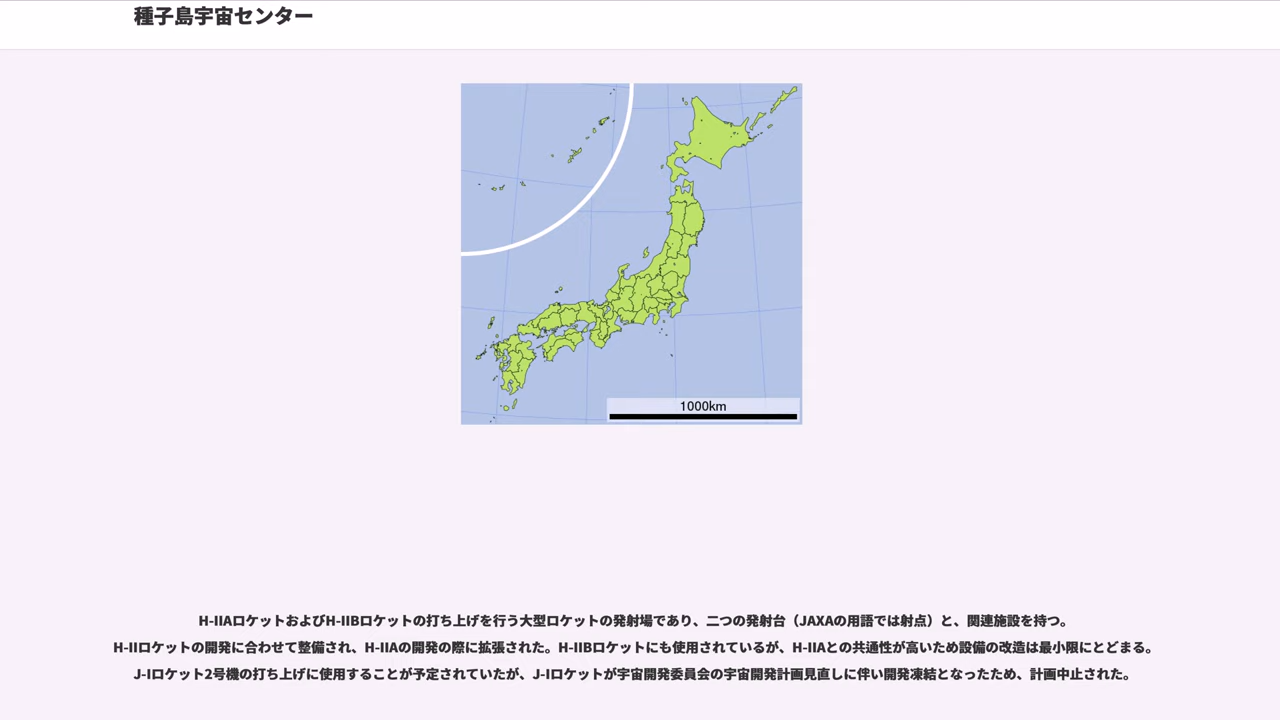 種子島宇宙センター
1000km
H-IIAロケットおよびH-IIBロケットの打ち上げを行う大型ロケットの発射場であり、二つの発射台（JAXAの用語では射点）と、関連施設を持つ。
H-IIロケットの開発に合わせて整備され、H-IIAの開発の際に拡張された。H-IIBロケットにも使用されているが、H-IIAとの共通性が高いため設備の改造は最小限にとどまる。
J-Iロケット2号機の打ち上げに使用することが予定されていたが、J-Iロケットが宇宙開発委員会の宇宙開発計画見直しに伴い開発凍結となったため、計画中止された。